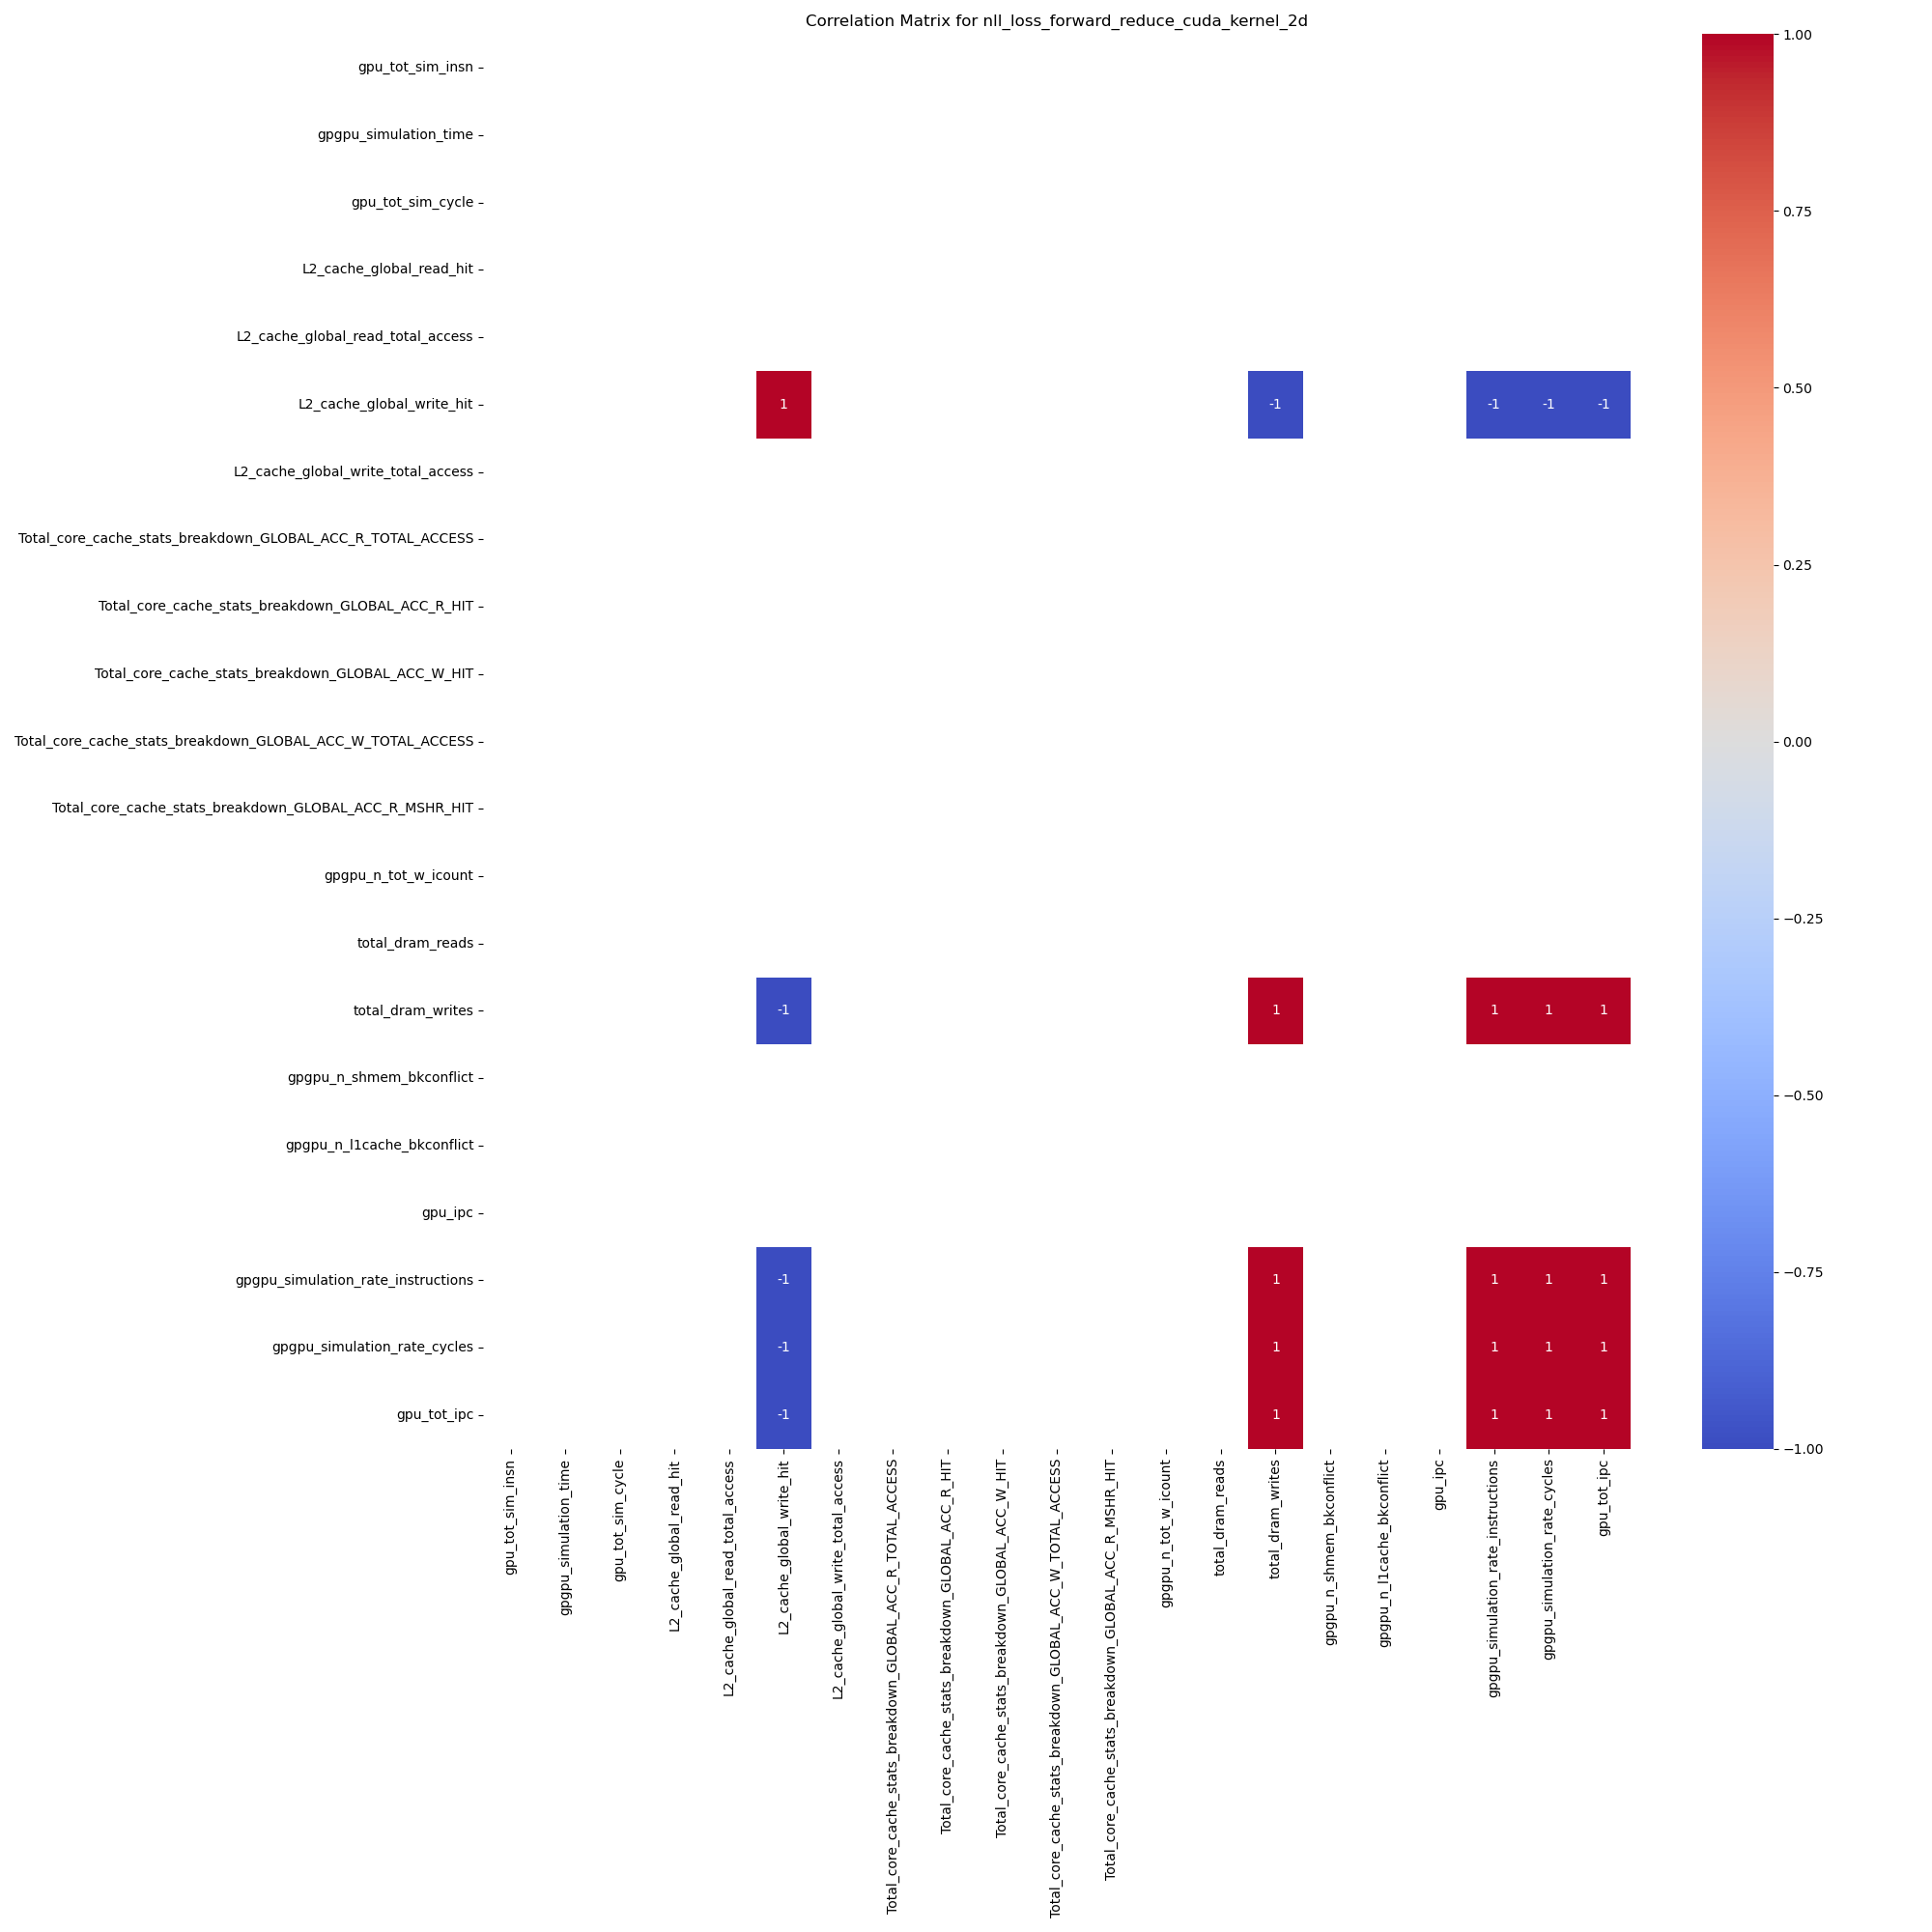 Correlation Matrix for nll_loss_forward_reduce_cuda_kernel_2d
gpu_tot_sim_insn
gpgpu_simulation_time
gpu_tot_sim_cycle
L2_cache_global_read_hit
L2_cache_global_read_total_access
L2_cache_global_write_hit
1 -1 -1 -1 -1
L2_cache_global_write_total_access
Total_core_cache_stats_breakdown_GLOBAL_ACC_R_TOTAL_ACCESS
Total_core_cache_stats_breakdown_GLOBAL_ACC_R_HIT
Total_core_cache_stats_breakdown_GLOBAL_ACC_W_HIT
Total_core_cache_stats_breakdown_GLOBAL_ACC_W_TOTAL_ACCESS
Total_core_cache_stats_breakdown_GLOBAL_ACC_R_MSHR_HIT
gpgpu_n_tot_w_icount
total_dram_reads
total_dram_writes
-1 1 1 1 1
gpgpu_n_shmem_bkconflict
gpgpu_n_l1cache_bkconflict
gpu_ipc
gpgpu_simulation_rate_instructions
-1 1 1 1 1
gpgpu_simulation_rate_cycles
-1 1 1 1 1
gpu_tot_ipc
-1 1 1 1 1
gpu_tot_sim_insn
gpgpu_simulation_time
gpu_tot_sim_cycle
L2_cache_global_read_hit
L2_cache_global_read_total_access
L2_cache_global_write_hit
L2_cache_global_write_total_access
Total_core_cache_stats_breakdown_GLOBAL_ACC_R_TOTAL_ACCESS
Total_core_cache_stats_breakdown_GLOBAL_ACC_R_HIT
Total_core_cache_stats_breakdown_GLOBAL_ACC_W_HIT
Total_core_cache_stats_breakdown_GLOBAL_ACC_W_TOTAL_ACCESS
Total_core_cache_stats_breakdown_GLOBAL_ACC_R_MSHR_HIT
gpgpu_n_tot_w_icount
total_dram_reads
total_dram_writes
gpgpu_n_shmem_bkconflict
gpgpu_n_l1cache_bkconflict
gpu_ipc
gpgpu_simulation_rate_instructions
gpgpu_simulation_rate_cycles
gpu_tot_ipc
1.00
0.75
0.50
0.25
0.00
−0.25
−0.50
−0.75
−1.00